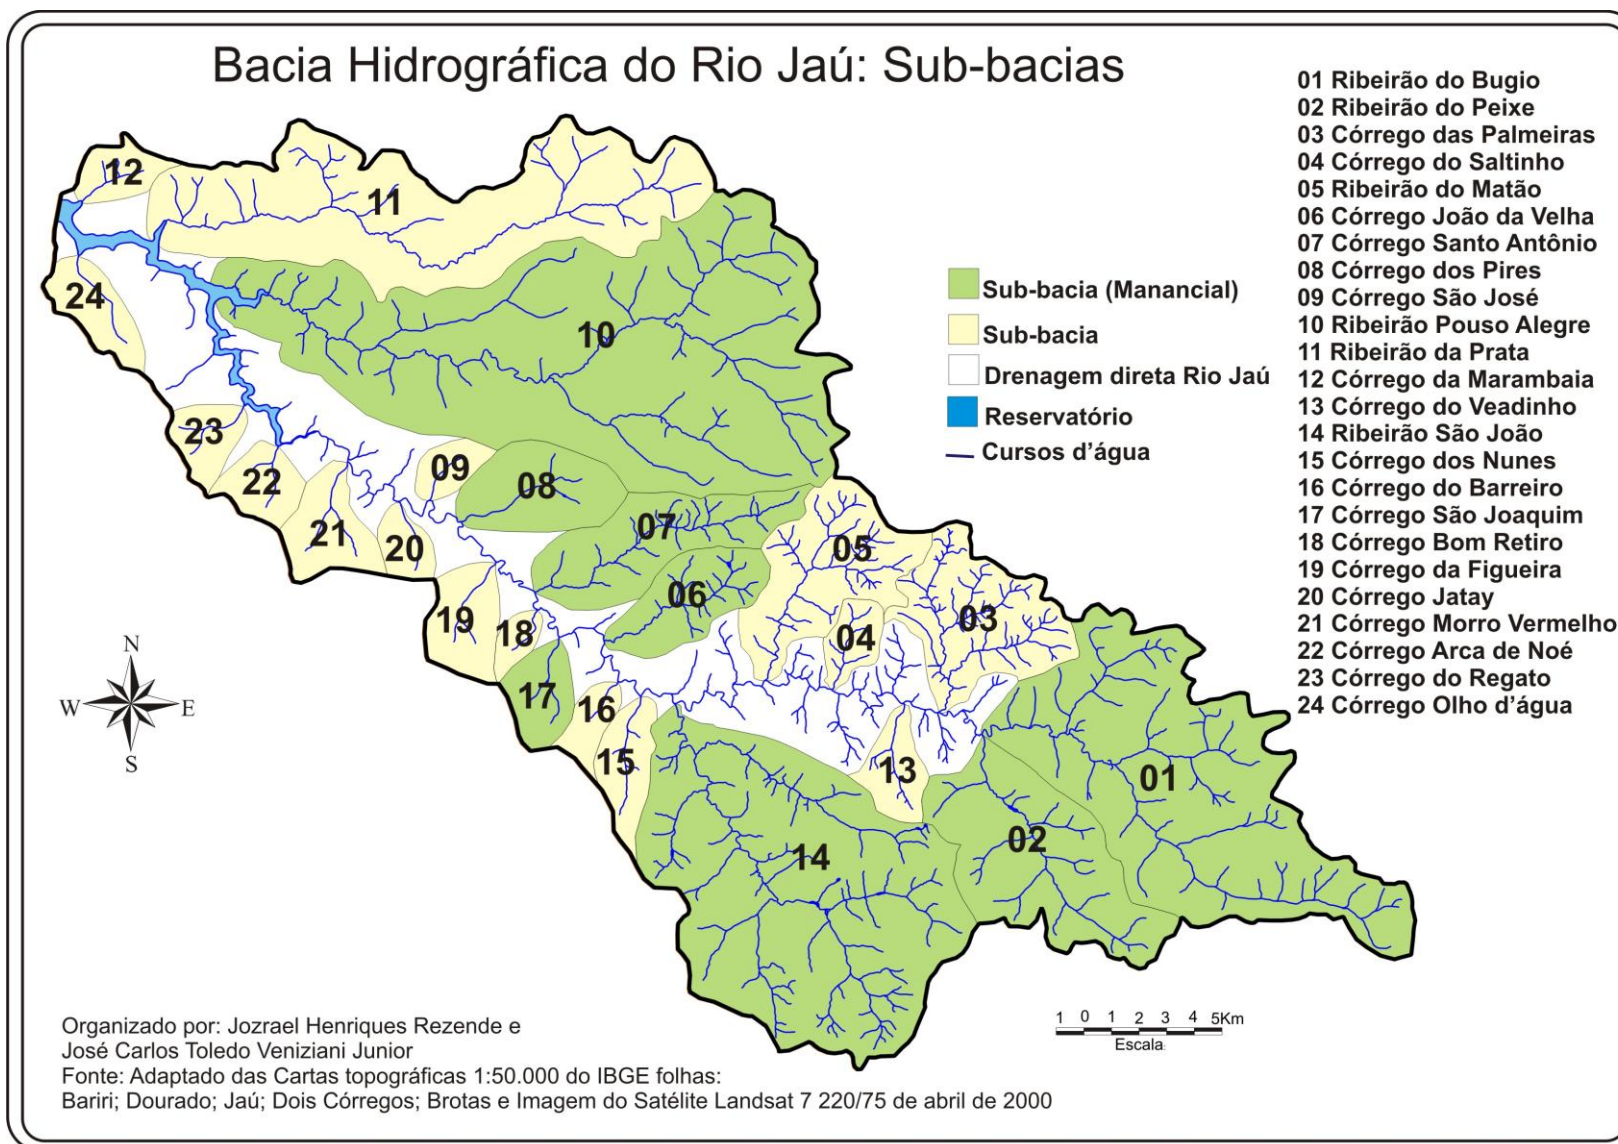 Bacia Hidrográfica do Rio Jaú: Sub-bacias
01 Ribeirão do Bugio
02 Ribeirão do Peixe
03 Córrego das Palmeiras
04 Córrego do Saltinho
05 Ribeirão do Matão
06 Córrego João da Velha
07 Córrego Santo Antônio
08 Córrego dos Pires
09 Córrego São José
10 Ribeirão Pouso Alegre
11 Ribeirão da Prata
12 Córrego da Marambaia
13 Córrego do Veadinho
14 Ribeirão São João
15 Córrego dos Nunes
16 Córrego do Barreiro
17 Córrego São Joaquim
18 Córrego Bom Retiro
19 Córrego da Figueira
20 Córrego Jatay
21 Córrego Morro Vermelho
22 Córrego Arca de Noé
23 Córrego do Regato
24 Córrego Olho d'água
Sub-bacia (Manancial)
Sub-bacia
Drenagem direta Rio Jaú
Reservatório
Cursos d'água
12
11
24
10
23
09
22
08
21
07
20
05
06
19
18
04
03
17
16
15
13
01
02
14
N
W E
S
1 0 1 2 3 4 5Km
Escala
Organizado por: Jozrael Henriques Rezende e
José Carlos Toledo Veniziani Junior
Fonte: Adaptado das Cartas topográficas 1:50.000 do IBGE folhas:
Bariri; Dourado; Jaú; Dois Córregos; Brotas e Imagem do Satélite Landsat 7 220/75 de abril de 2000